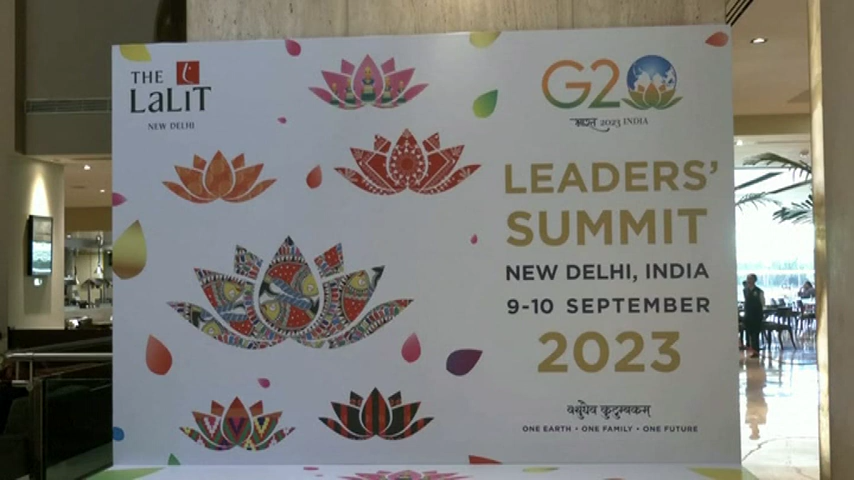 THE
LaLiT
NEW DELHI
G20
भारत 2023 INDIA
LEADERS'
SUMMIT
NEW DELHI, INDIA
9-10 SEPTEMBER
2023
वसुधैव कुटुम्बकम्
ONE EARTH • ONE FAMILY • ONE FUTURE